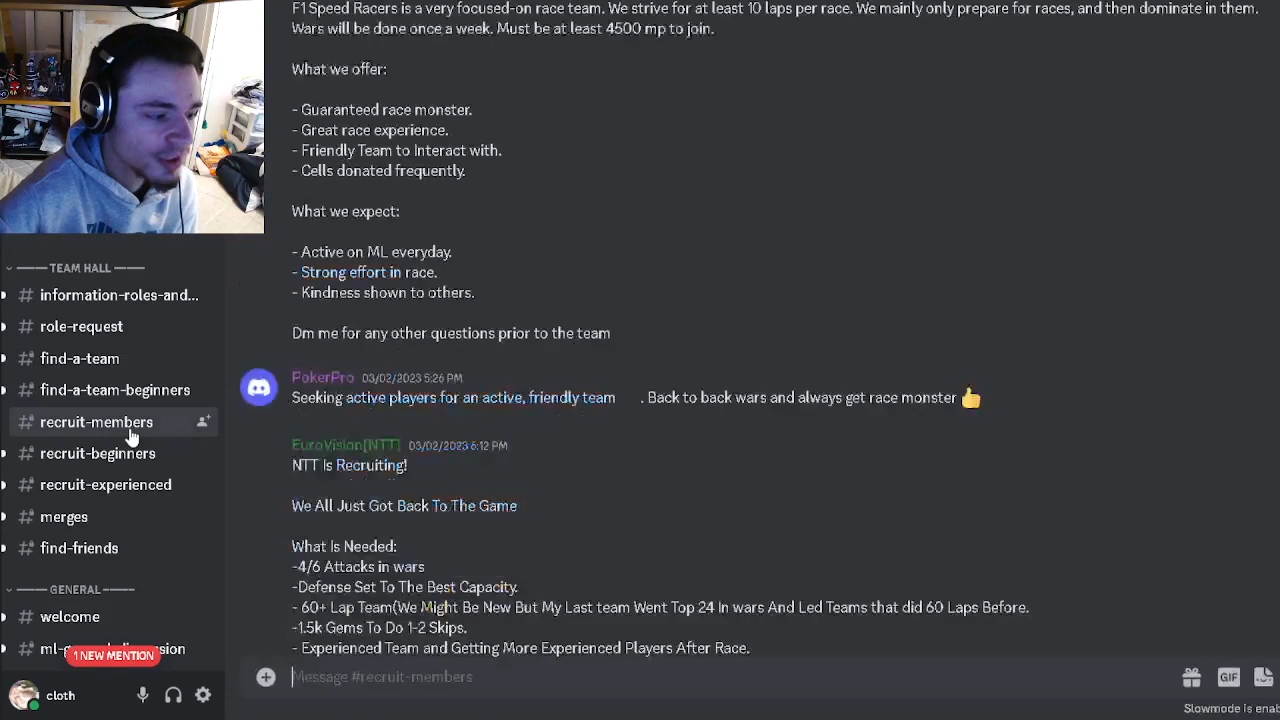 F1 Speed Racers is a very focused-on race team. We strive for at least 10 laps per race. We mainly only prepare for races, and then dominate in them.
Wars will be done once a week. Must be at least 4500 mp to join.
What we offer:
- Guaranteed race monster.
- Great race experience.
- Friendly Team to Interact with.
- Cells donated frequently.
What we expect:
- Active on ML everyday.
- Strong effort in race.
- Kindness shown to others.
Dm me for any other questions prior to the team
PokerPro 03/02/2023 5:26 PM
Seeking active players for an active, friendly team . Back to back wars and always get race monster 👍
EuroVision[NTT] 03/02/2023 6:12 PM
NTT Is Recruiting!
We All Just Got Back To The Game
What Is Needed:
-4/6 Attacks in wars
-Defense Set To The Best Capacity.
- 60+ Lap Team(We Might Be New But My Last team Went Top 24 In wars And Led Teams that did 60 Laps Before.
-1.5k Gems To Do 1-2 Skips.
- Experienced Team and Getting More Experienced Players After Race.
Message #recruit-members
GIF
Slowmode is enab
TEAM HALL
information-roles-and...
role-request
find-a-team
find-a-team-beginners
recruit-members
recruit-beginners
recruit-experienced
merges
find-friends
GENERAL
welcome
1 NEW MENTION
cloth